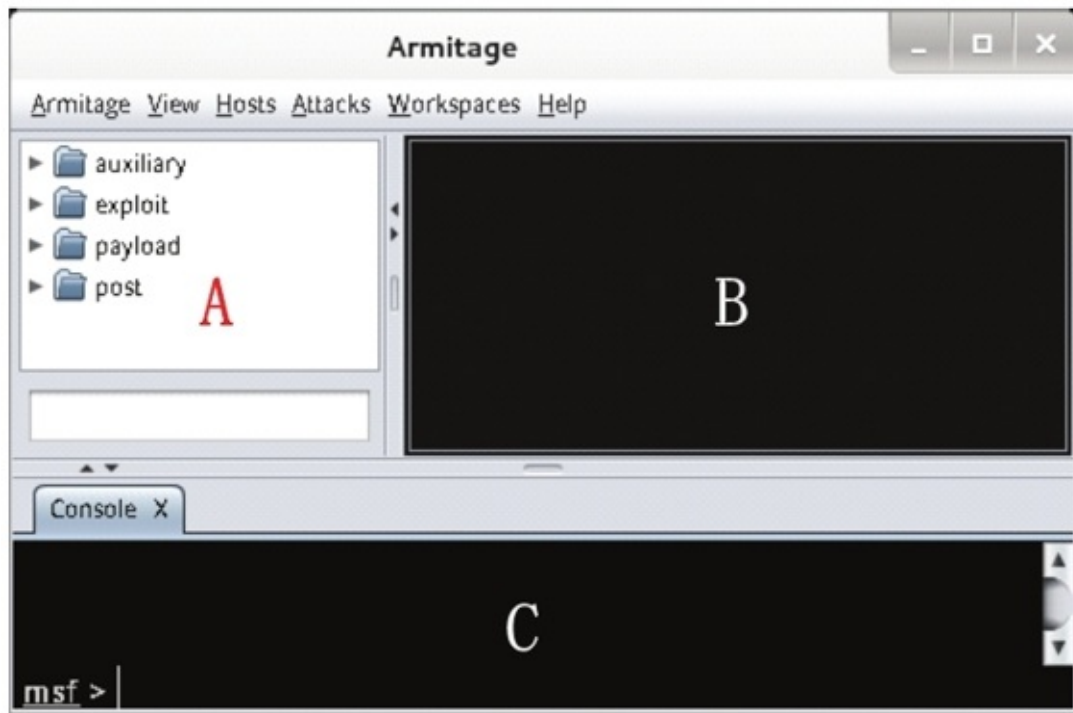 Armitage
Armitage View Hosts Attacks Workspaces Help
auxiliary
exploit
payload
post
A
B
Console X
C
msf >